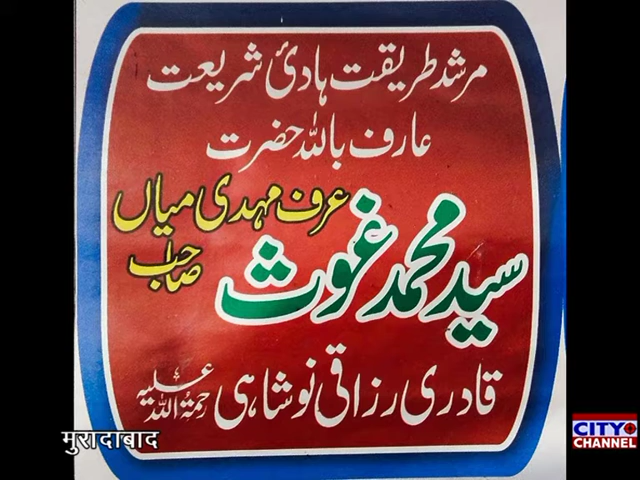 مرشد طریقت ہادئ شریعت
عارف باللہ حضرت
سید محمد غوث عرف مہدی میاں صاحب
قادری رزاقی نوشاہی رحمۃ اللہ علیہ
मुरादाबाद
CITY
CHANNEL